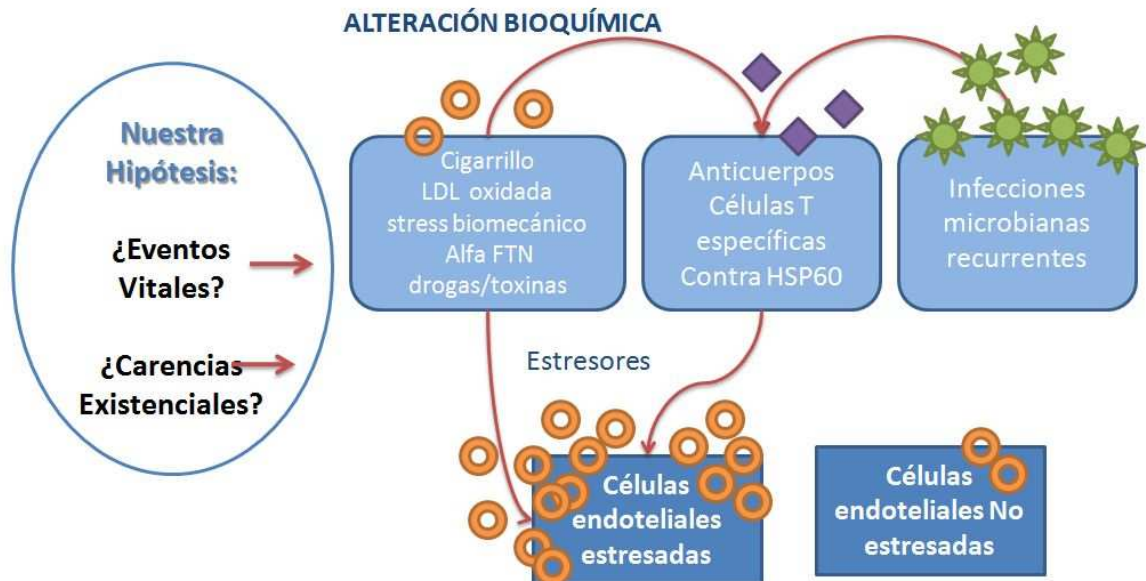 ALTERACIÓN BIOQUÍMICA
Nuestra
Hipótesis:
¿Eventos
Vitales?
¿Carencias
Existenciales?
Cigarrillo
LDL oxidada
stress biomecánico
Alfa FTN
drogas/toxinas
Anticuerpos
Células T
específicas
Contra HSP60
Infecciones
microbianas
recurrentes
Estresores
Células
endoteliales
estresadas
Células
endoteliales No
estresadas